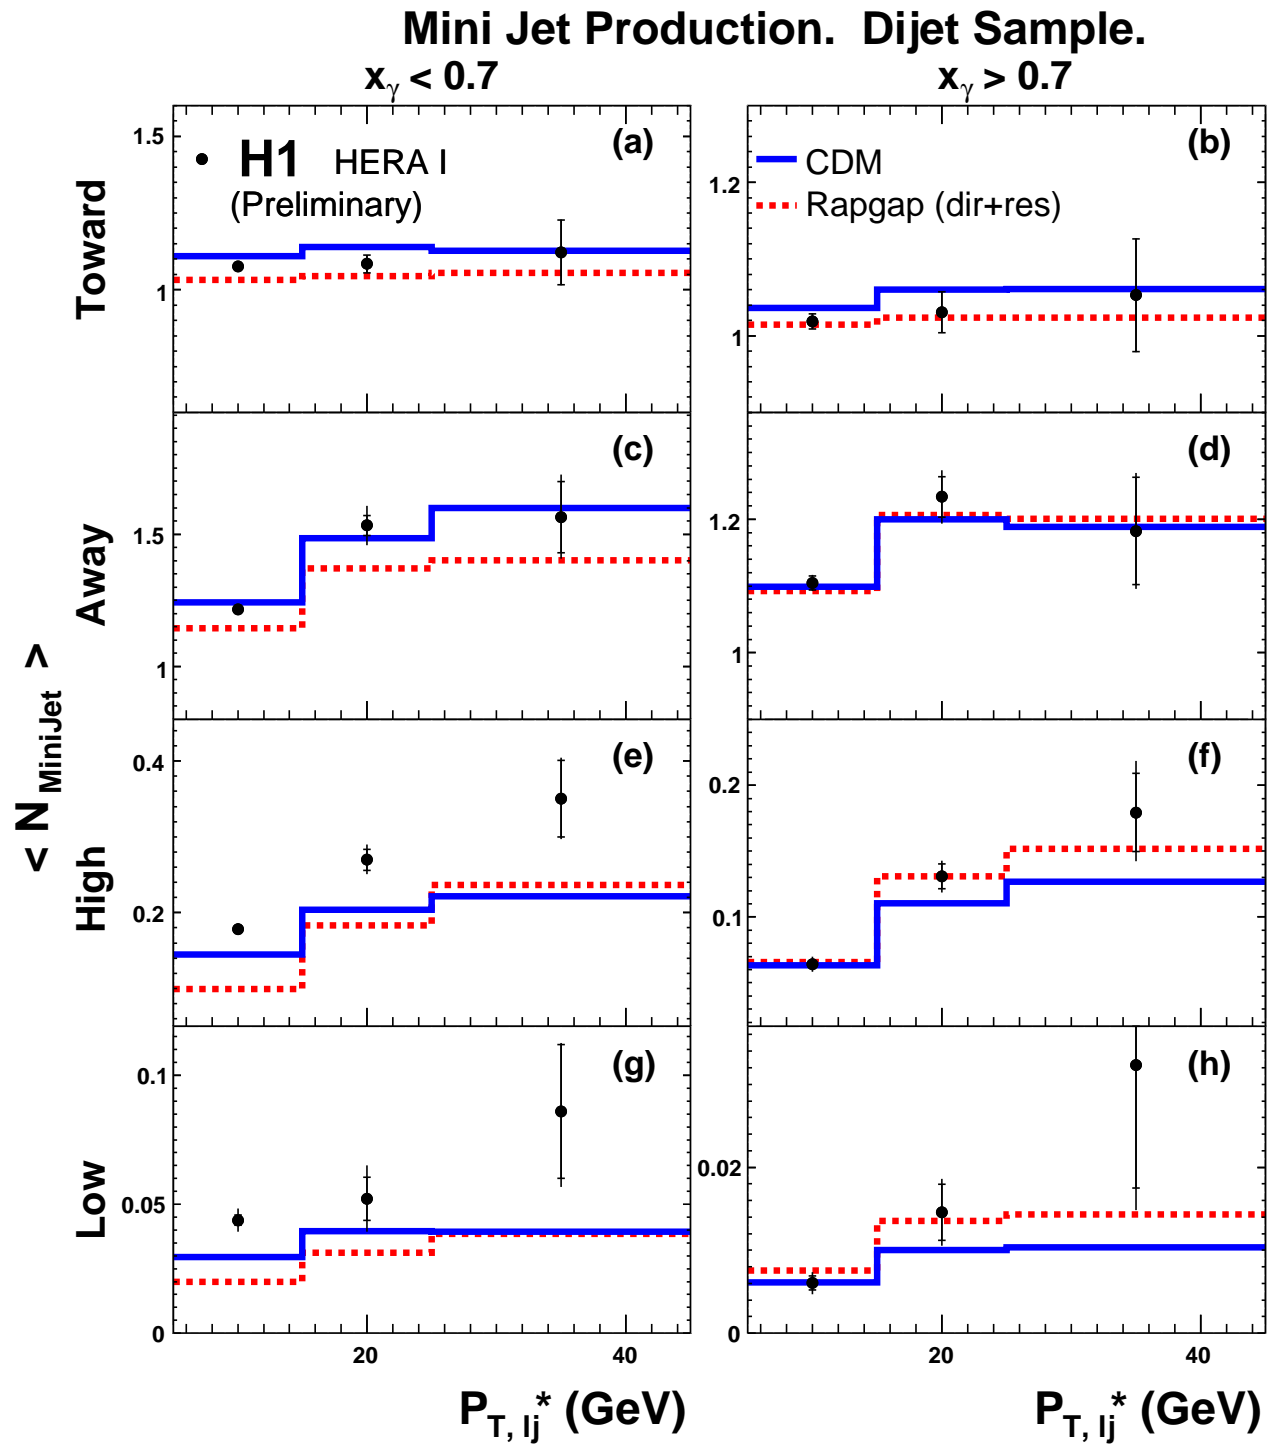 Mini Jet Production. Dijet Sample.
xγ < 0.7
xγ > 0.7
1.5
1
Toward
(a)
H1 HERA I
(Preliminary)
1.2
1
(b)
CDM
Rapgap (dir+res)
1.5
1
Away
(c)
1.2
1
(d)
< N MiniJet >
0.4
0.2
High
(e)
0.2
0.1
(f)
0.1
0.05
0
Low
(g)
0.02
0
(h)
20 40
20 40
P T, lj * (GeV)
P T, lj * (GeV)